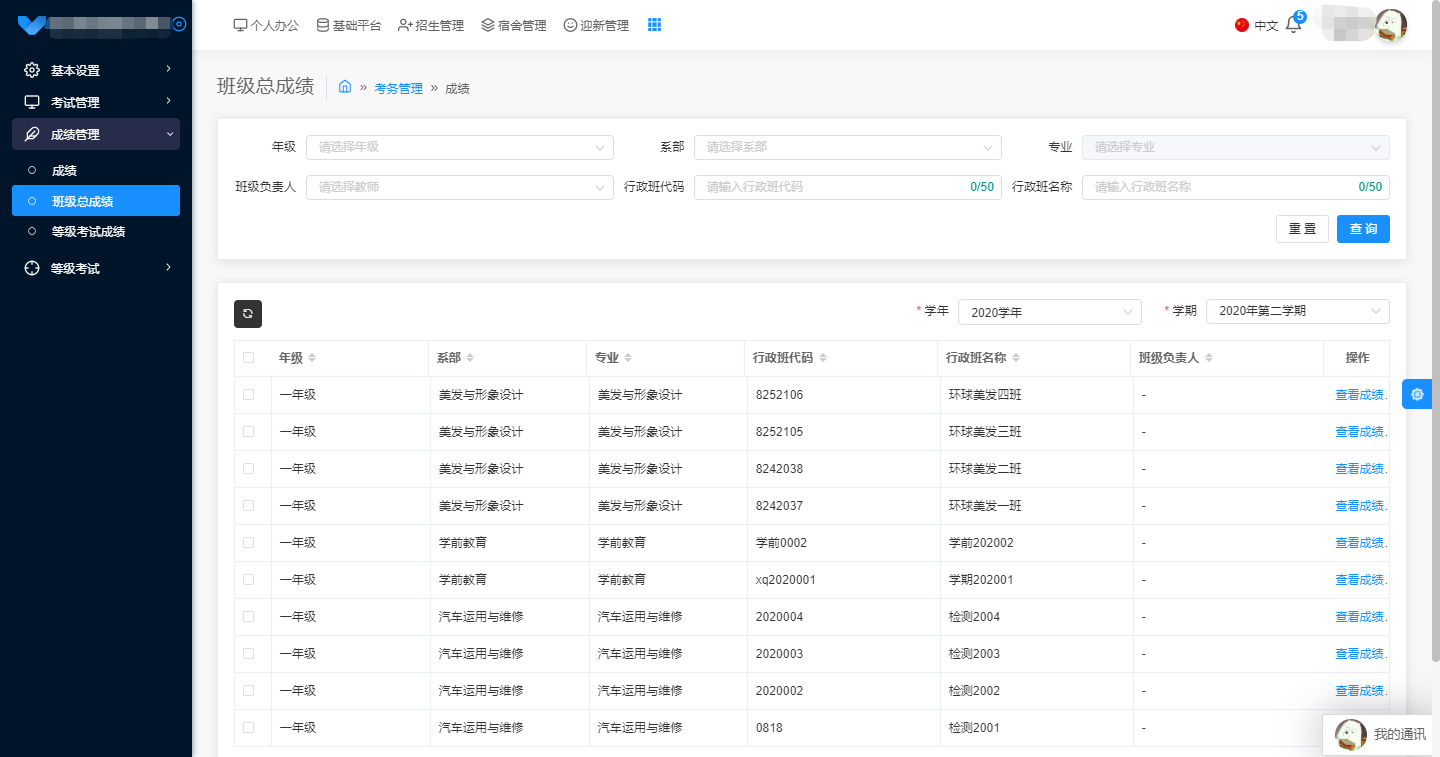 个人办公 基础平台 招生管理 宿舍管理 迎新管理 中文 5
基本设置
考试管理
成绩管理
成绩
班级总成绩
等级考试成绩
等级考试
班级总成绩 » 考务管理 » 成绩
年级 请选择年级 系部 请选择系部 专业 请选择专业
班级负责人 请选择教师 行政班代码 请输入行政班代码 0/50 行政班名称 请输入行政班名称 0/50
重置 查询
* 学年 2020学年 * 学期 2020年第二学期
年级 系部 专业 行政班代码 行政班名称 班级负责人 操作
一年级 美发与形象设计 美发与形象设计 8252106 环球美发四班 - 查看成绩.
一年级 美发与形象设计 美发与形象设计 8252105 环球美发三班 - 查看成绩.
一年级 美发与形象设计 美发与形象设计 8242038 环球美发二班 - 查看成绩.
一年级 美发与形象设计 美发与形象设计 8242037 环球美发一班 - 查看成绩.
一年级 学前教育 学前教育 学前0002 学前202002 - 查看成绩.
一年级 学前教育 学前教育 xq2020001 学期202001 - 查看成绩.
一年级 汽车运用与维修 汽车运用与维修 2020004 检测2004 - 查看成绩.
一年级 汽车运用与维修 汽车运用与维修 2020003 检测2003 - 查看成绩.
一年级 汽车运用与维修 汽车运用与维修 2020002 检测2002 - 查看成绩.
一年级 汽车运用与维修 汽车运用与维修 0818 检测2001 -
我的通讯